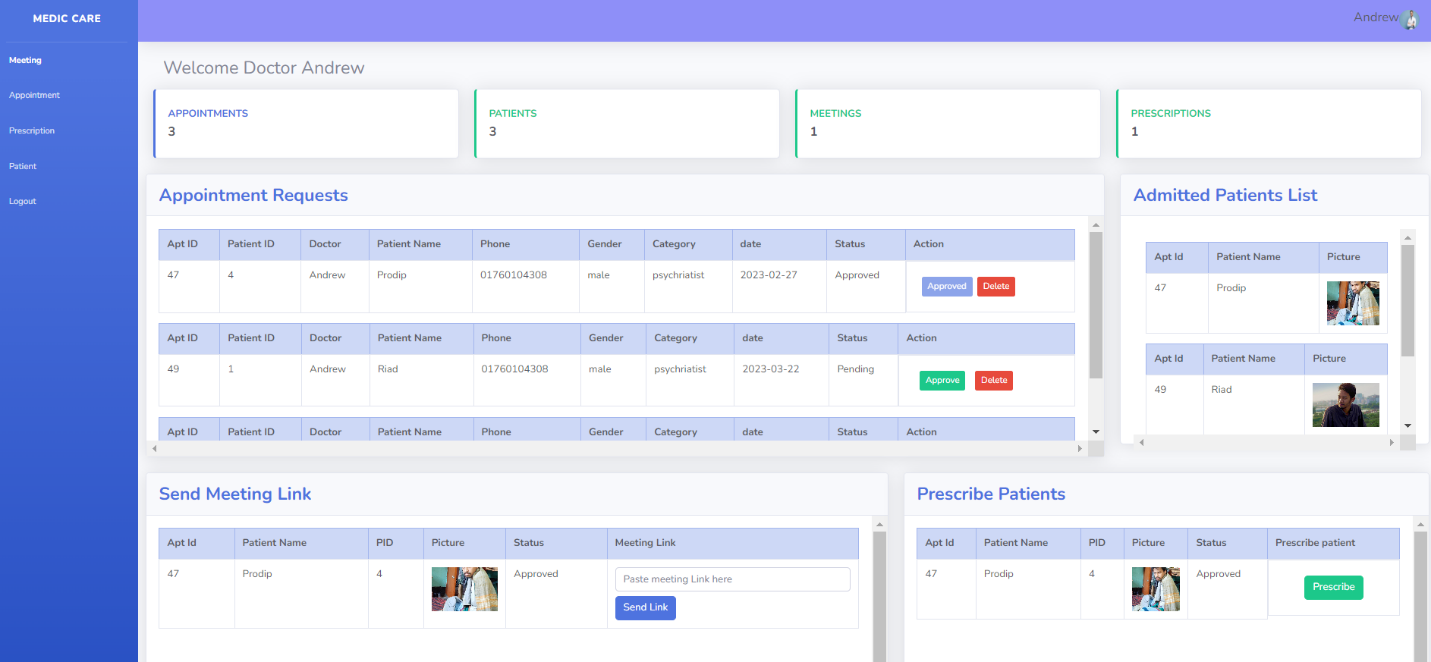 MEDIC CARE
Andrew
Meeting
Appointment
Prescription
Patient
Logout
Welcome Doctor Andrew
APPOINTMENTS
3
PATIENTS
3
MEETINGS
1
PRESCRIPTIONS
1
Appointment Requests
Apt ID Patient ID Doctor Patient Name Phone Gender Category date Status Action
47 4 Andrew Prodip 01760104308 male psychriatist 2023-02-27 Approved Approved Delete
Apt ID Patient ID Doctor Patient Name Phone Gender Category date Status Action
49 1 Andrew Riad 01760104308 male psychriatist 2023-03-22 Pending Approve Delete
Apt ID Patient ID Doctor Patient Name Phone Gender Category date Status Action
Admitted Patients List
Apt Id Patient Name Picture
47 Prodip
Apt Id Patient Name Picture
49 Riad
Send Meeting Link
Apt Id Patient Name PID Picture Status Meeting Link
47 Prodip 4 Approved Paste meeting Link here
Send Link
Prescribe Patients
Apt Id Patient Name PID Picture Status Prescribe patient
47 Prodip 4 Approved Prescribe